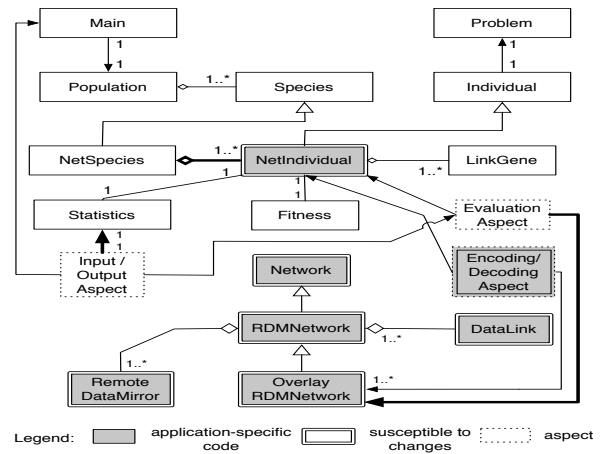 Main
Problem
1
1
1
1
Population
1..*
Species
Individual
NetSpecies
1..*
NetIndividual
1..*
LinkGene
1
1
1
1
Statistics
Fitness
Evaluation
Aspect
1
1
Input /
Output
Aspect
Encoding/
Decoding
Aspect
Network
RDMNetwork
1..*
DataLink
1..*
Remote
DataMirror
Overlay
RDMNetwork
1..*
Legend:
application-specific
code
susceptible to
changes
aspect